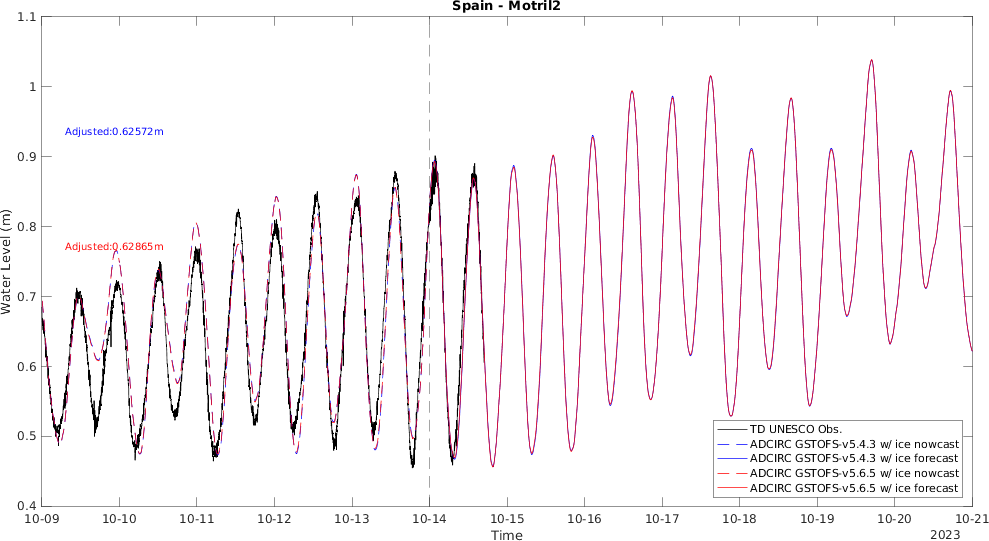 Spain - Motril2
1.1
1
0.9
0.8
0.7
0.6
0.5
0.4
Water Level (m)
Adjusted:0.62572m
Adjusted:0.62865m
TD UNESCO Obs.
ADCIRC GSTOFS-v5.4.3 w/ ice nowcast
ADCIRC GSTOFS-v5.4.3 w/ ice forecast
ADCIRC GSTOFS-v5.6.5 w/ ice nowcast
ADCIRC GSTOFS-v5.6.5 w/ ice forecast
10-09 10-10 10-11 10-12 10-13 10-14 10-15 10-16 10-17 10-18 10-19 10-20 10-21
Time
2023